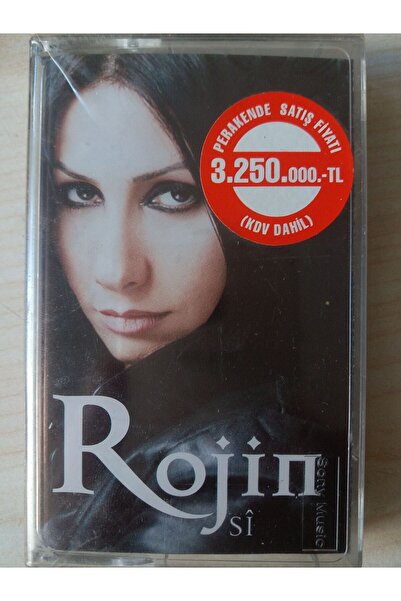 PERAKENDE SATIŞ FİYATI
3.250.000.-TL
(KDV DAHİL)
Rojin
SÎ
Sony Music